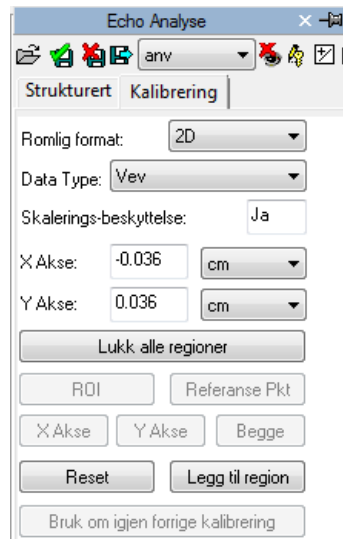 Echo Analyse
anv
Strukturert Kalibrering
Romlig format: 2D
Data Type: Vev
Skalerings-beskyttelse: Ja
X Akse: -0.036 cm
Y Akse: 0.036 cm
Lukk alle regioner
ROI Referanse Pkt
X Akse Y Akse Begge
Reset Legg til region
Bruk om igjen forrige kalibrering